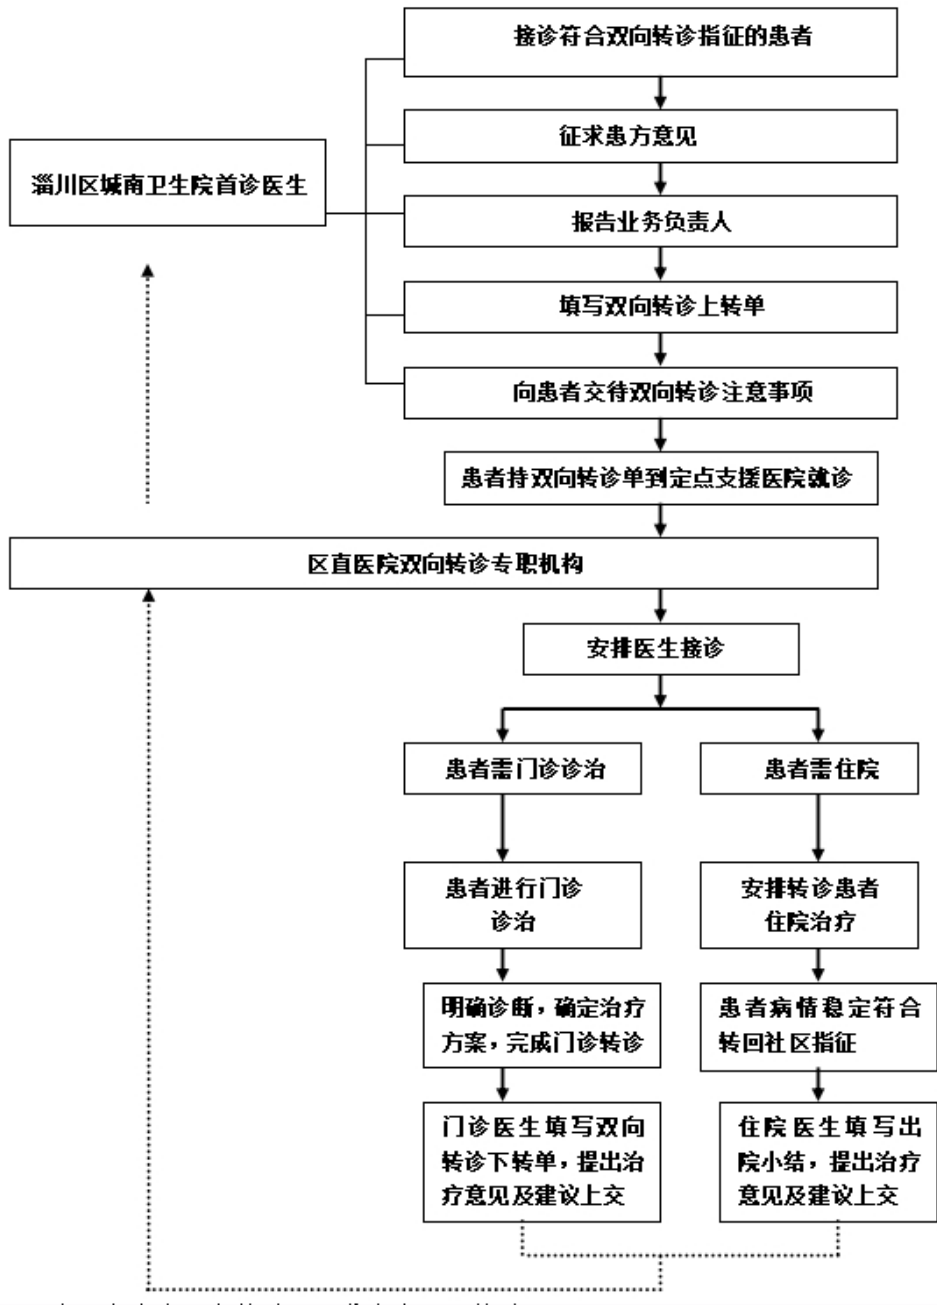 接诊符合双向转诊指征的患者
征求患方意见
淄川区城南卫生院首诊医生
报告业务负责人
填写双向转诊上转单
向患者交待双向转诊注意事项
患者持双向转诊单到定点支援医院就诊
区直医院双向转诊专职机构
安排医生接诊
患者需门诊诊治
患者需住院
患者进行门诊
诊治
安排转诊患者
住院治疗
明确诊断，确定治疗
方案，完成门诊转诊
患者病情稳定符合
转回社区指征
门诊医生填写双向
转诊下转单，提出治
疗意见及建议上交
住院医生填写出
院小结，提出治疗
意见及建议上交